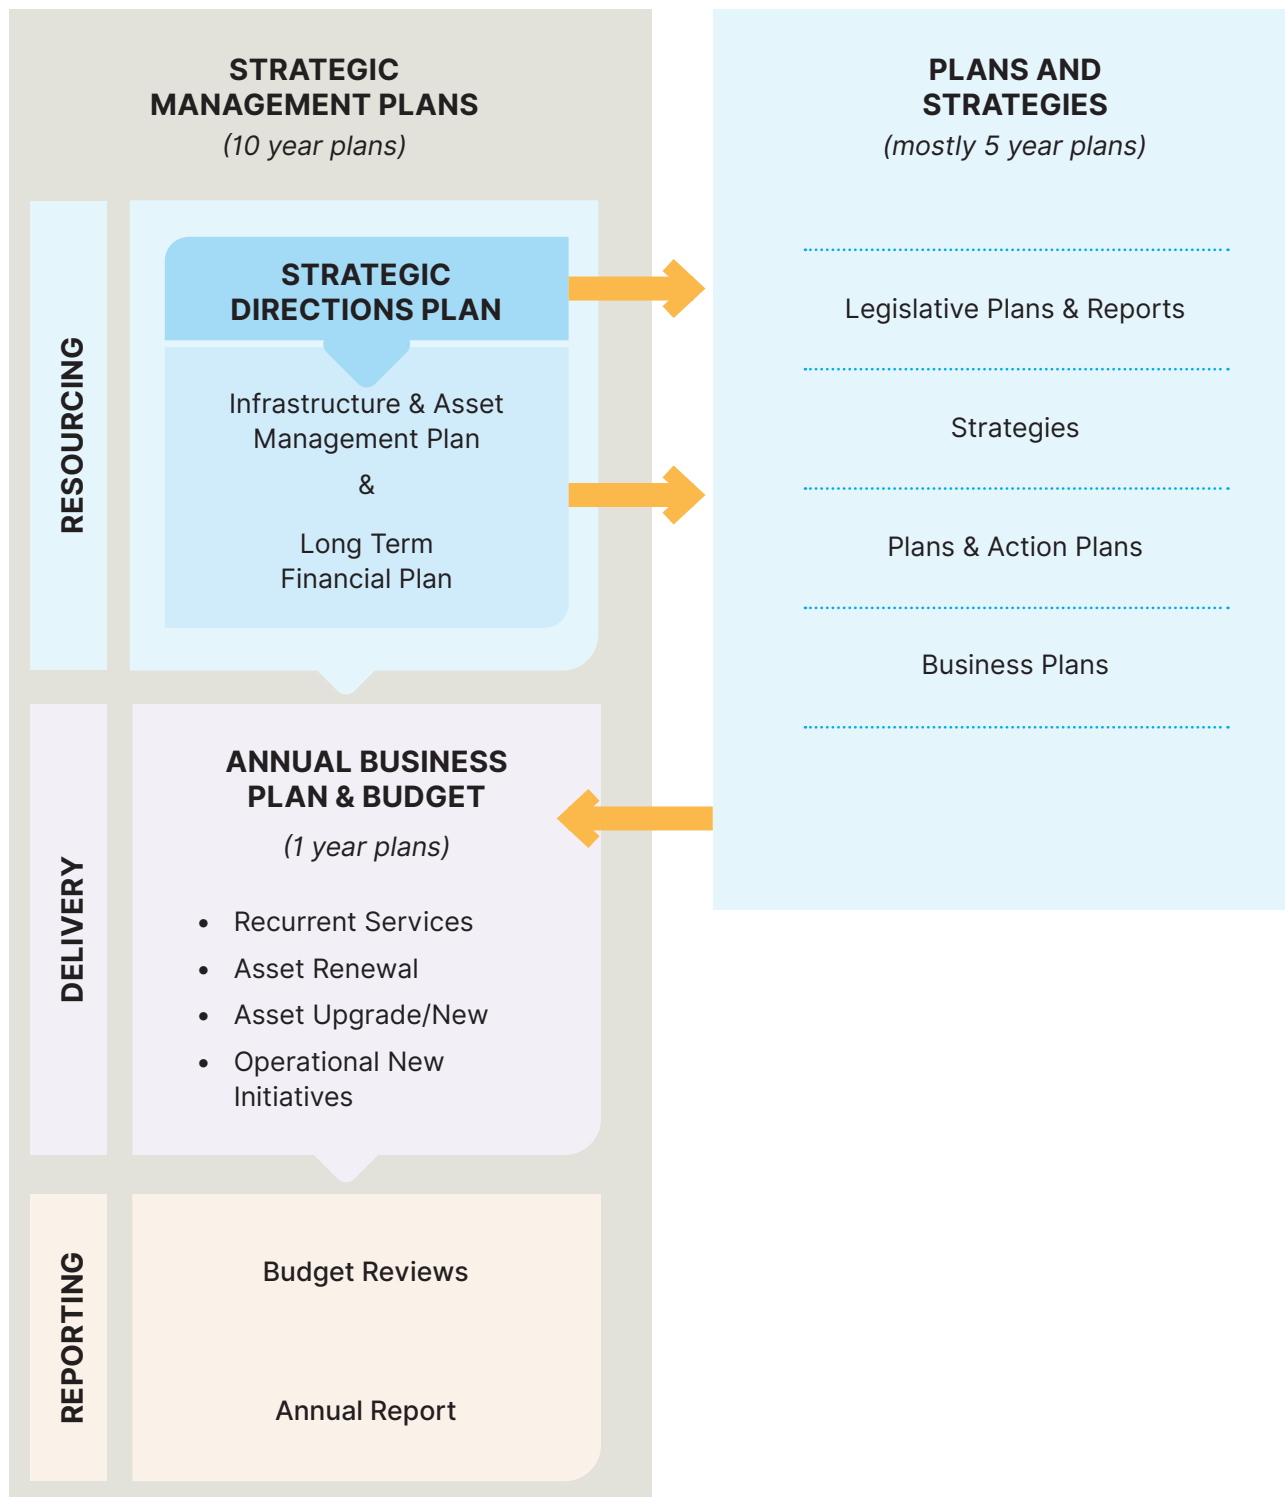 STRATEGIC
MANAGEMENT PLANS
(10 year plans)
RESOURCING
STRATEGIC
DIRECTIONS PLAN
Infrastructure & Asset
Management Plan
&
Long Term
Financial Plan
DELIVERY
ANNUAL BUSINESS
PLAN & BUDGET
(1 year plans)
• Recurrent Services
• Asset Renewal
• Asset Upgrade/New
• Operational New
Initiatives
REPORTING
Budget Reviews
Annual Report
PLANS AND
STRATEGIES
(mostly 5 year plans)
Legislative Plans & Reports
Strategies
Plans & Action Plans
Business Plans